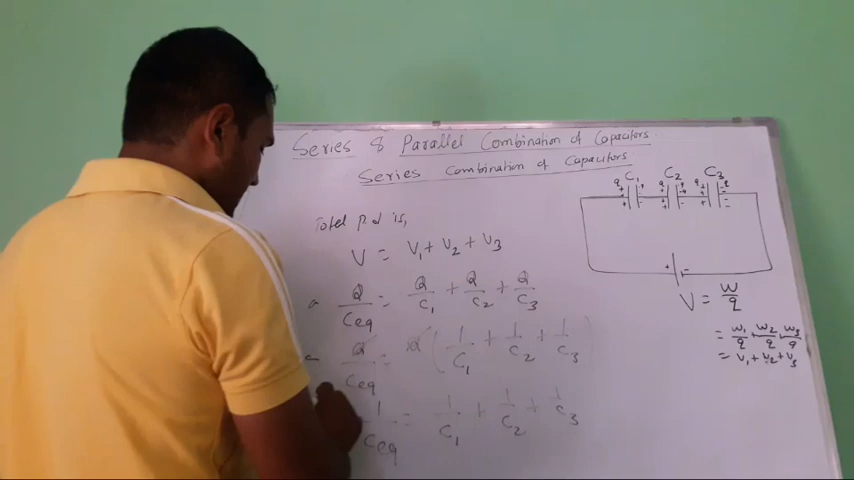 Series & Parallel Combination of Capacitors
Series Combination of Capacitors
Total p.d is,
V = V₁ + V₂ + V₃
Q/Ceq = Q/C₁ + Q/C₂ + Q/C₃
Q/Ceq = Q ( 1/C₁ + 1/C₂ + 1/C₃ )
1/Ceq = 1/C₁ + 1/C₂ + 1/C₃
C₁ C₂ C₃
V = W/q
= W₁/q + W₂/q + W₃/q
= V₁ + V₂ + V₃